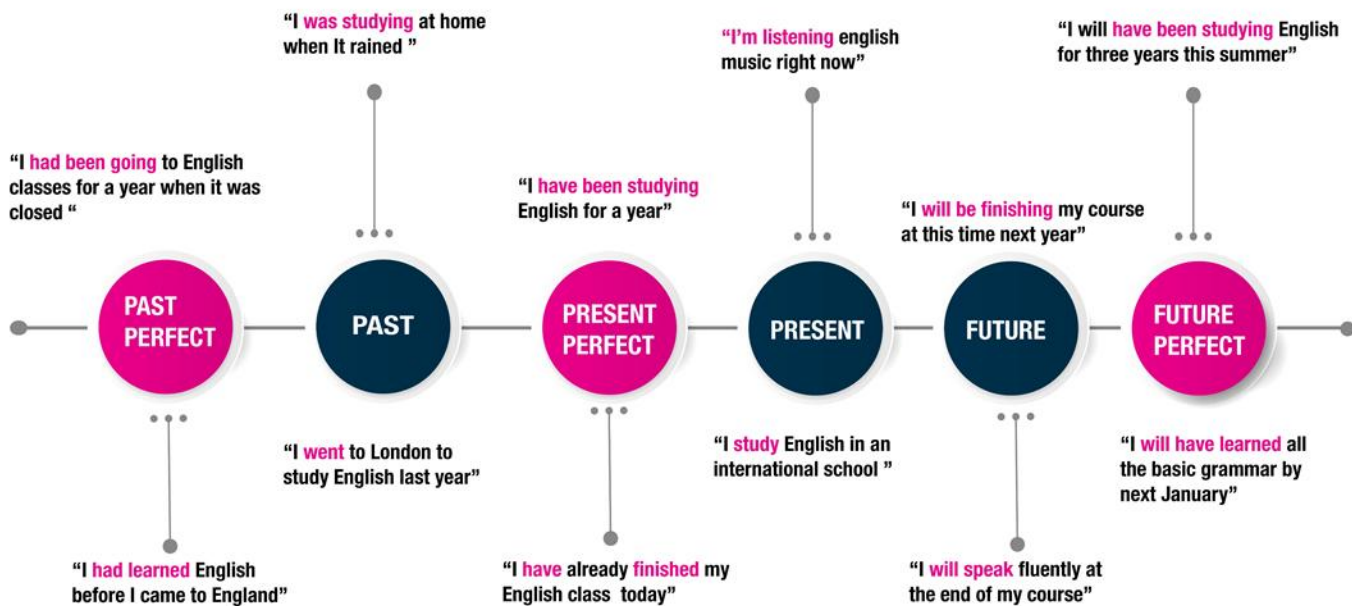 “I was studying at home
when It rained ”
“I’m listening english
music right now”
“I will have been studying English
for three years this summer”
“I had been going to English
classes for a year when it was
closed “
“I have been studying
English for a year”
“I will be finishing my course
at this time next year”
PAST
PERFECT
PAST
PRESENT
PERFECT
PRESENT
FUTURE
FUTURE
PERFECT
“I went to London to
study English last year”
“I study English in an
international school ”
“I will have learned all
the basic grammar by
next January”
“I had learned English
before I came to England”
“I have already finished my
English class today”
“I will speak fluently at
the end of my course”